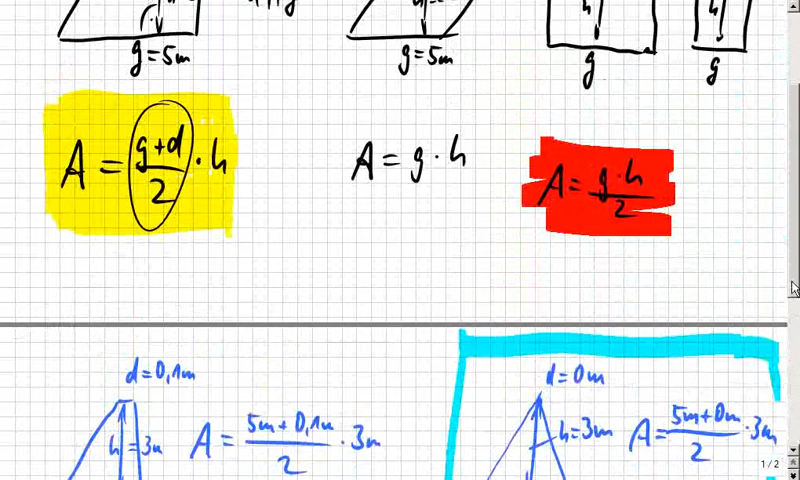 g = 5m
g = 5m
g
g
A = g+d/2 · h
A = g · h
A = g · h/2
d = 0,1m
h = 3m
A = 5m + 0,1m/2 · 3m
d = 0m
h = 3m
A = 5m + 0m/2 · 3m
1 / 2